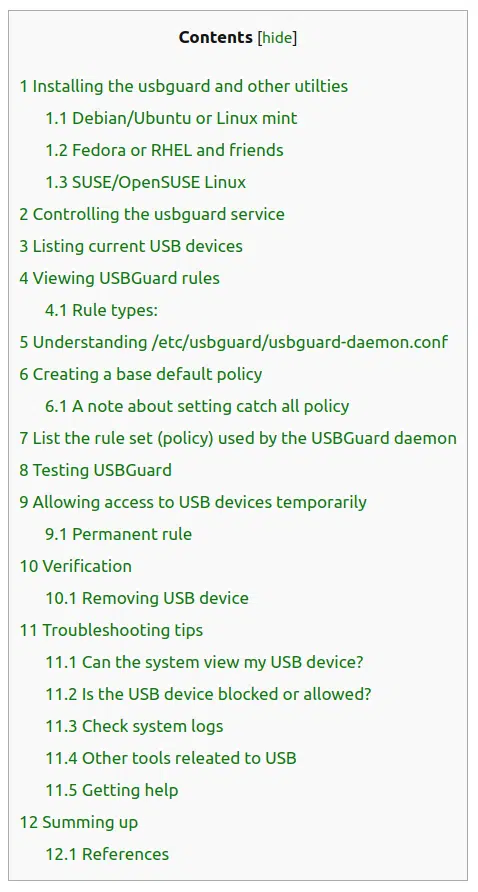 Contents [hide]
1 Installing the usbguard and other utilties
1.1 Debian/Ubuntu or Linux mint
1.2 Fedora or RHEL and friends
1.3 SUSE/OpenSUSE Linux
2 Controlling the usbguard service
3 Listing current USB devices
4 Viewing USBGuard rules
4.1 Rule types:
5 Understanding /etc/usbguard/usbguard-daemon.conf
6 Creating a base default policy
6.1 A note about setting catch all policy
7 List the rule set (policy) used by the USBGuard daemon
8 Testing USBGuard
9 Allowing access to USB devices temporarily
9.1 Permanent rule
10 Verification
10.1 Removing USB device
11 Troubleshooting tips
11.1 Can the system view my USB device?
11.2 Is the USB device blocked or allowed?
11.3 Check system logs
11.4 Other tools releated to USB
11.5 Getting help
12 Summing up
12.1 References